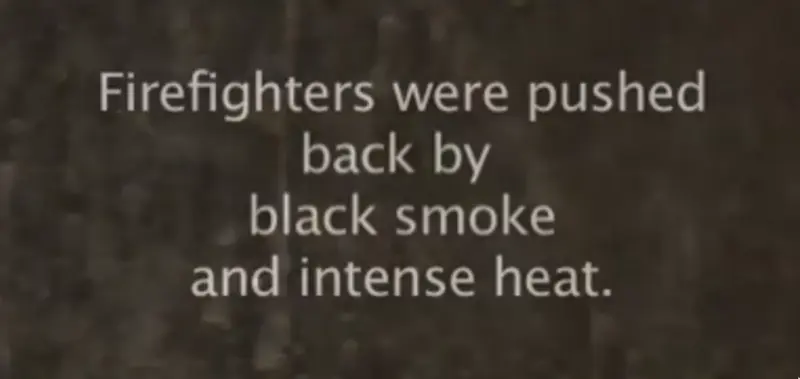 Firefighters were pushed
back by
black smoke
and intense heat.